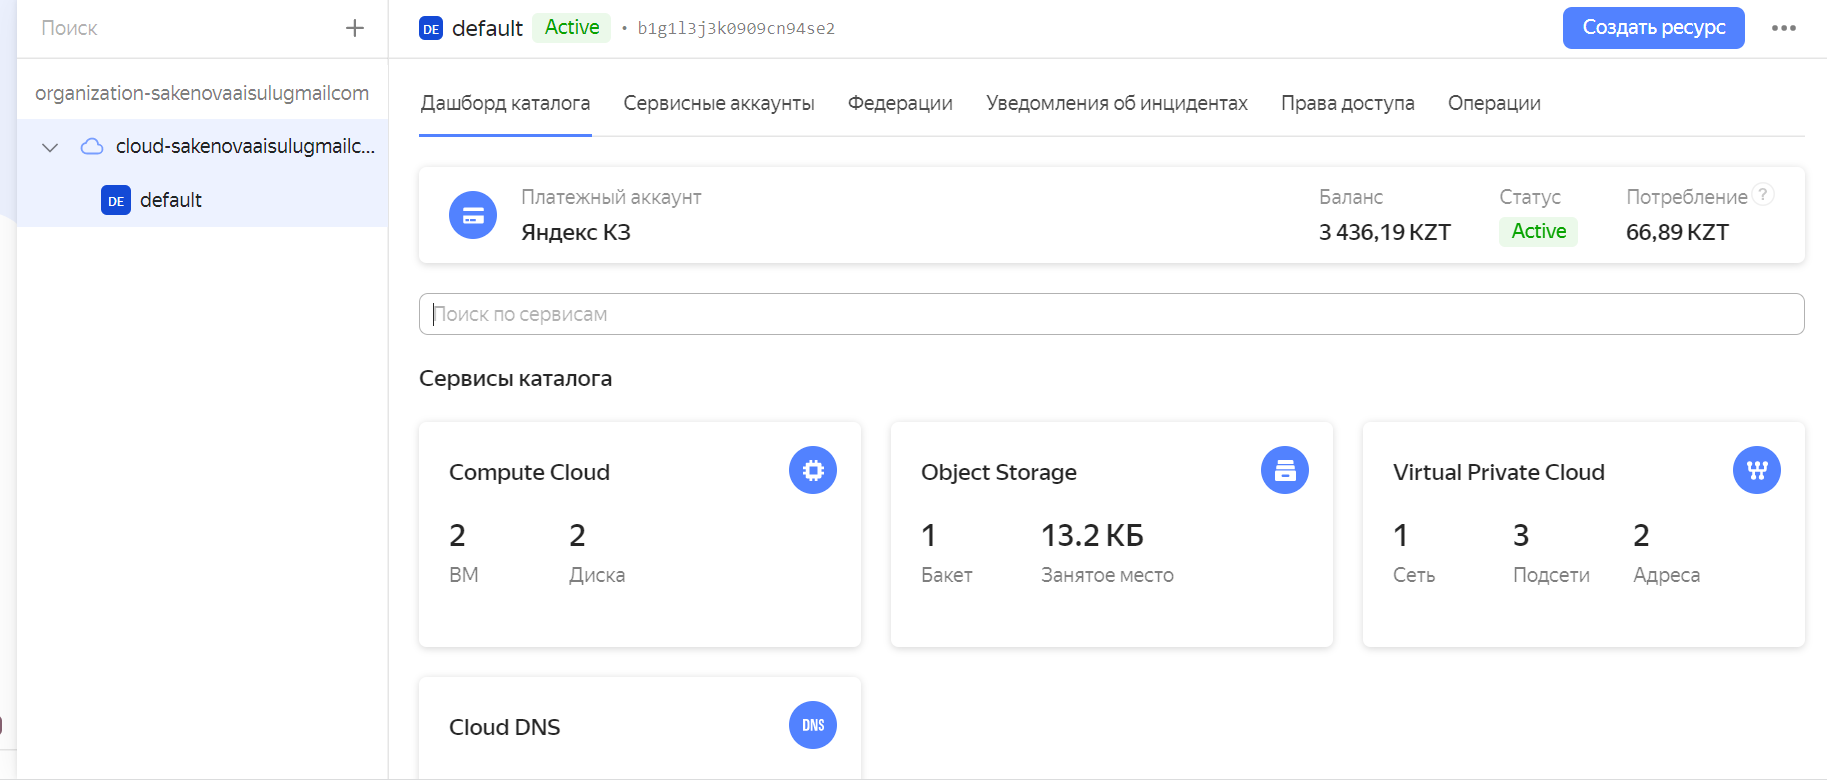 Поиск
organization-sakenovaaisulugmailcom
cloud-sakenovaaisulugmailc...
DE default
DE default Active • b1g1l3j3k0909cn94se2
Создать ресурс
Дашборд каталога Сервисные аккаунты Федерации Уведомления об инцидентах Права доступа Операции
Платежный аккаунт
Яндекс КЗ
Баланс
3 436,19 KZT
Статус
Active
Потребление ?
66,89 KZT
Поиск по сервисам
Сервисы каталога
Compute Cloud
2 2
ВМ Диска
Object Storage
1 13.2 КБ
Бакет Занятое место
Virtual Private Cloud
1 3 2
Сеть Подсети Адреса
Cloud DNS
DNS